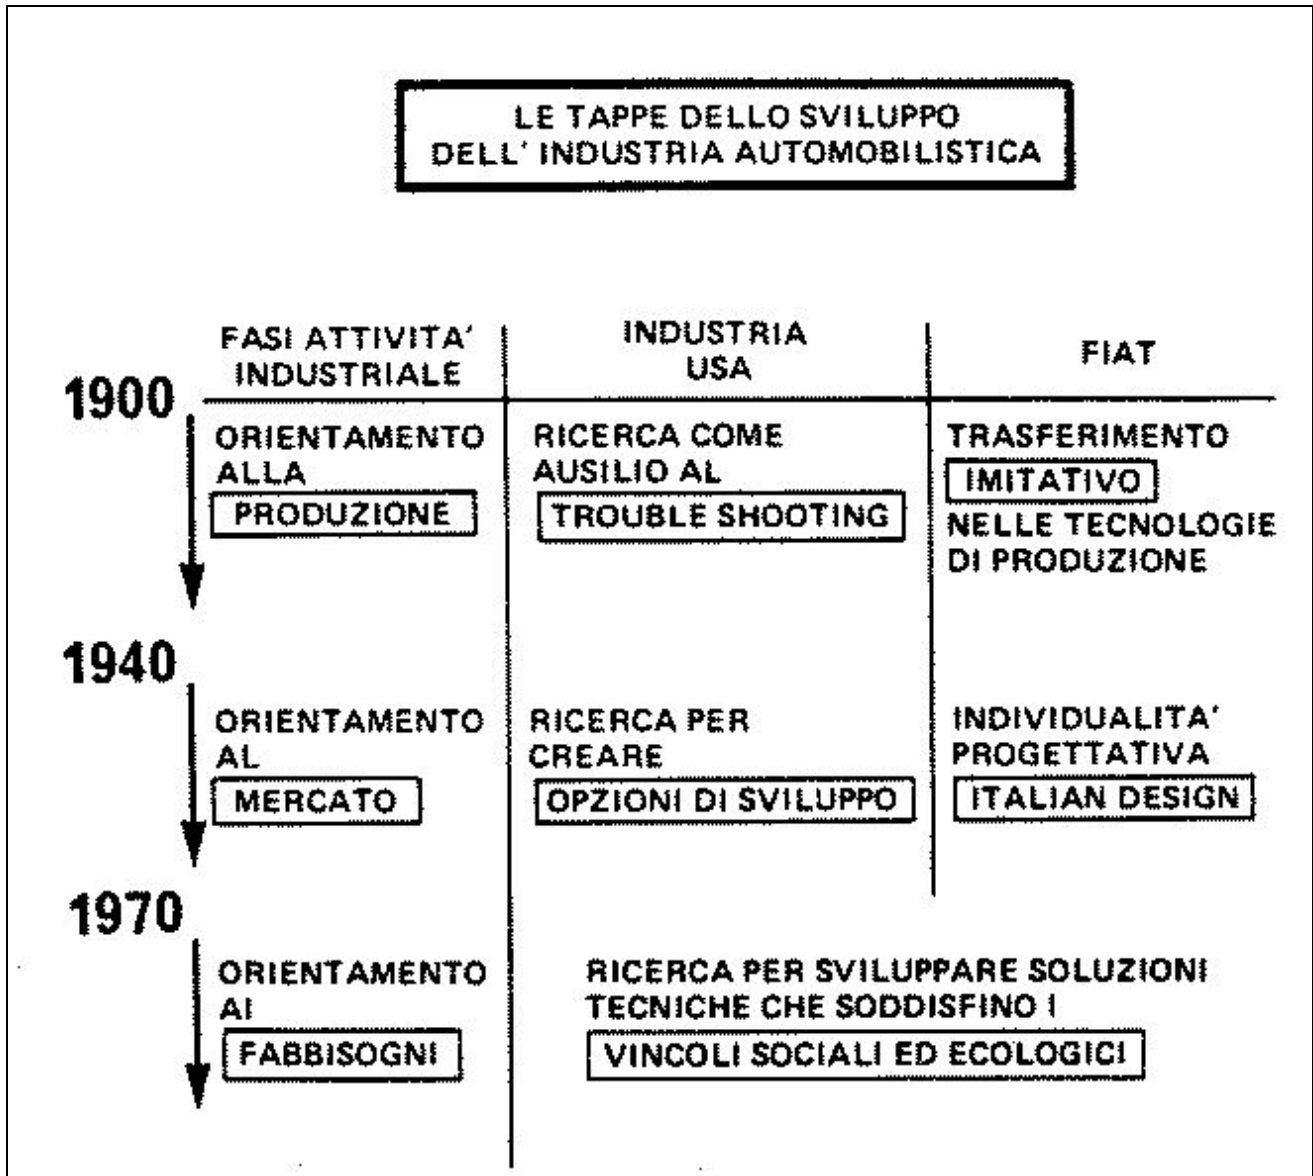 LE TAPPE DELLO SVILUPPO
DELL' INDUSTRIA AUTOMOBILISTICA
FASI ATTIVITA'
INDUSTRIALE
INDUSTRIA
USA
FIAT
1900
ORIENTAMENTO
ALLA
PRODUZIONE
RICERCA COME
AUSILIO AL
TROUBLE SHOOTING
TRASFERIMENTO
IMITATIVO
NELLE TECNOLOGIE
DI PRODUZIONE
1940
ORIENTAMENTO
AL
MERCATO
RICERCA PER
CREARE
OPZIONI DI SVILUPPO
INDIVIDUALITA'
PROGETTATIVA
ITALIAN DESIGN
1970
ORIENTAMENTO
AI
FABBISOGNI
RICERCA PER SVILUPPARE SOLUZIONI
TECNICHE CHE SODDISFINO I
VINCOLI SOCIALI ED ECOLOGICI